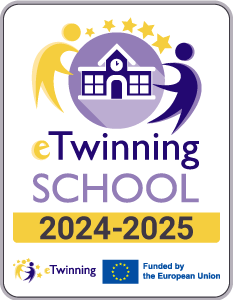 eTwinning
SCHOOL
2024-2025
eTwinning
Funded by
the European Union